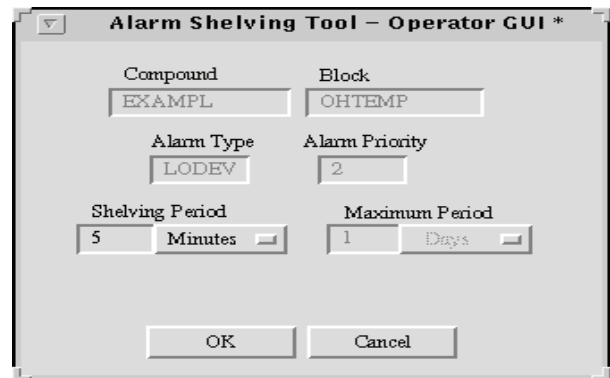 Alarm Shelving Tool – Operator GUI *
Compound Block
EXAMPL OHTEMP
Alarm Type Alarm Priority
LODEV 2
Shelving Period Maximum Period
5 Minutes 1 Days
OK Cancel